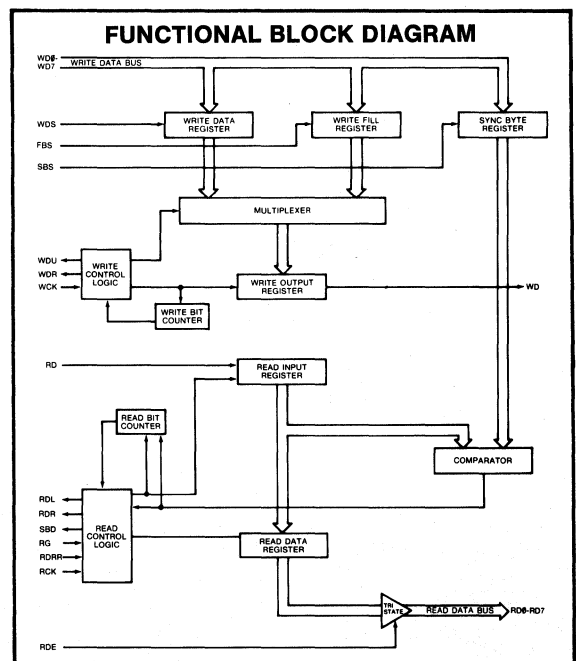 FUNCTIONAL BLOCK DIAGRAM
WDØ-
WD7
WRITE DATA BUS
WDS
WRITE DATA
REGISTER
WRITE FILL
REGISTER
SYNC BYTE
REGISTER
FBS
SBS
MULTIPLEXER
WDU
WDR
WCK
WRITE
CONTROL
LOGIC
WRITE OUTPUT
REGISTER
WD
WRITE BIT
COUNTER
RD
READ INPUT
REGISTER
READ BIT
COUNTER
COMPARATOR
RDL
RDR
SBD
RG
RDRR
RCK
READ
CONTROL
LOGIC
READ DATA
REGISTER
TRI
STATE
READ DATA BUS
RDØ-RD7
RDE